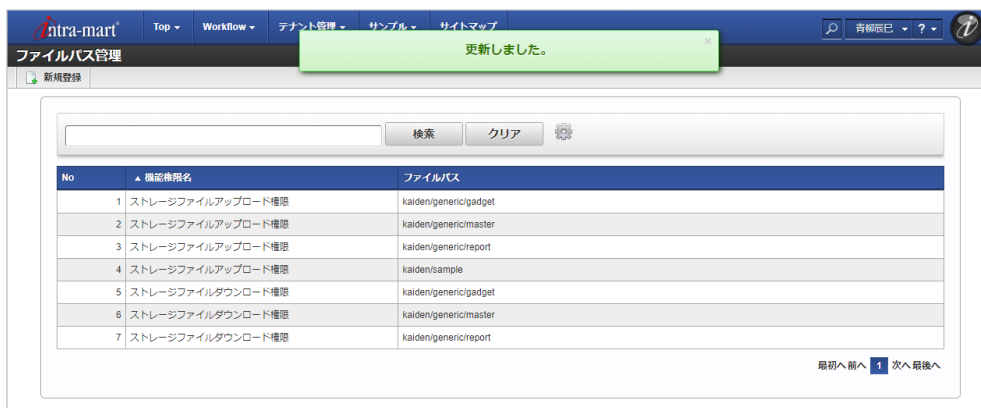 intra-mart® Top Workflow テナント管理 サンプル サイトマップ 青柳辰巳 ?
更新しました。 ×
ファイルパス管理
新規登録
検索 クリア
No ▲ 機能権限名 ファイルパス
1 ストレージファイルアップロード権限 kaiden/generic/gadget
2 ストレージファイルアップロード権限 kaiden/generic/master
3 ストレージファイルアップロード権限 kaiden/generic/report
4 ストレージファイルアップロード権限 kaiden/sample
5 ストレージファイルダウンロード権限 kaiden/generic/gadget
6 ストレージファイルダウンロード権限 kaiden/generic/master
7 ストレージファイルダウンロード権限 kaiden/generic/report
最初へ 前へ 1 次へ 最後へ